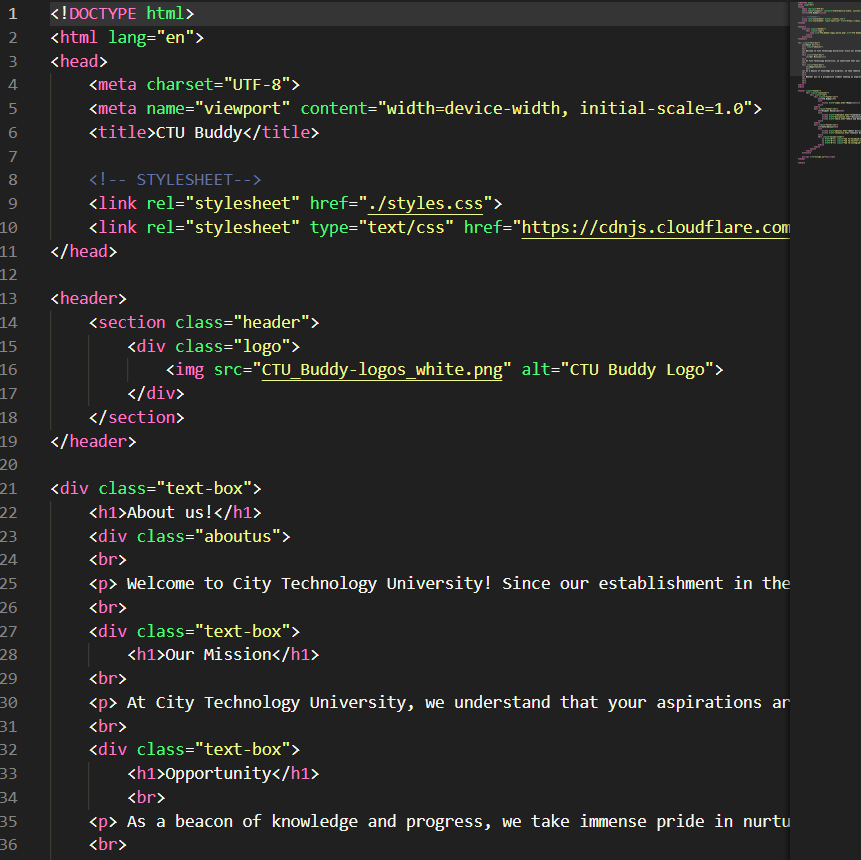 1 <!DOCTYPE html>
2 <html lang="en">
3 <head>
4 <meta charset="UTF-8">
5 <meta name="viewport" content="width=device-width, initial-scale=1.0">
6 <title>CTU Buddy</title>
7
8 <!-- STYLESHEET-->
9 <link rel="stylesheet" href="./styles.css">
10 <link rel="stylesheet" type="text/css" href="https://cdnjs.cloudflare.com
11 </head>
12
13 <header>
14 <section class="header">
15 <div class="logo">
16 <img src="CTU_Buddy-logos_white.png" alt="CTU Buddy Logo">
17 </div>
18 </section>
19 </header>
20
21 <div class="text-box">
22 <h1>About us!</h1>
23 <div class="aboutus">
24 <br>
25 <p> Welcome to City Technology University! Since our establishment in the
26 <br>
27 <div class="text-box">
28 <h1>Our Mission</h1>
29 <br>
30 <p> At City Technology University, we understand that your aspirations ar
31 <br>
32 <div class="text-box">
33 <h1>Opportunity</h1>
34 <br>
35 <p> As a beacon of knowledge and progress, we take immense pride in nurtu
36 <br>